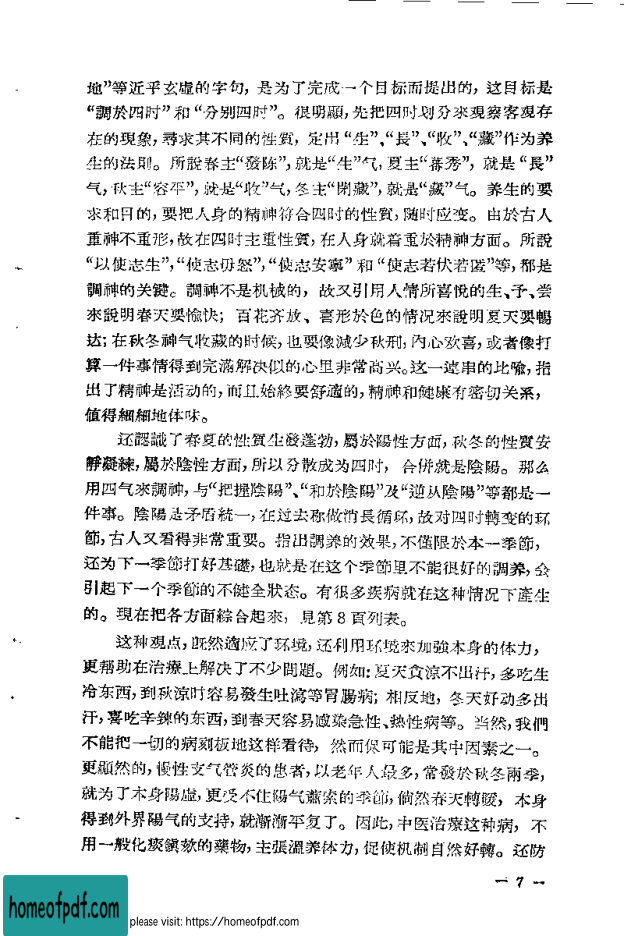 地”等近乎玄虛的字句，是为了完成一个目标而提出的，这目标是
“調於四时”和“分别四时”。很明顯，先把四时划分來观察客观存
在的現象，尋求其不同的性質，定出“生”、“長”、“收”、“藏”作为养
生的法則。所說春主“發陈”，就是“生”气，夏主“蕃秀”，就是“長”
气，秋主“容平”，就是“收”气，冬主“閉藏”，就是“藏”气。养生的要
求和目的，要把人身的精神符合四时的性質，随时应变。由於古人
重神不重形，故在四时主重性質，在人身就着重於精神方面。所說
“以使志生”，“使志毋怒”，“使志安寧”和“使志若伏若匿”等，都是
調神的关鍵。調神不是机械的，故又引用人情所喜悅的生、予、尝
來說明春天要愉快；百花齐放、喜形於色的情况來說明夏天要暢
达；在秋冬神气收藏的时候，也要像減少秋刑，內心欢喜，或者像打
算一件事情得到完滿解决似的心里非常高兴。这一連串的比喻，指
出了精神是活动的，而且始終要舒適的，精神和健康有密切关系，
値得細細地体味。
还認識了春夏的性質生發蓬勃，屬於陽性方面，秋冬的性質安
靜凝練，屬於陰性方面，所以分散成为四时，合併就是陰陽。那么
用四气來調神，与“把握陰陽”、“和於陰陽”及“逆从陰陽”等都是一
件事。陰陽是矛盾統一，在过去称做消長循环，故对四时轉变的环
節，古人又看得非常重要。指出調养的效果，不僅限於本一季節，
还为下一季節打好基礎，也就是在这个季節里不能很好的調养，会
引起下一个季節的不健全狀态。有很多疾病就在这种情况下產生
的。現在把各方面綜合起來，見第8頁列表。
这种观点，旣然適应了环境，还利用环境來加强本身的体力，
更帮助在治療上解决了不少問題。例如：夏天貪涼不出汗，多吃生
冷东西，到秋涼时容易發生吐瀉等胃腸病；相反地，冬天好动多出
汗，喜吃辛辣的东西，到春天容易感染急性、热性病等。当然，我們
不能把一切的病刻板地这样看待，然而很可能是其中因素之一。
更顯然的，慢性支气管炎的患者，以老年人最多，常發於秋冬兩季，
就为了本身陽虛，更受不住陽气蕭索的季節，倘然春天轉暖，本身
得到外界陽气的支持，就漸漸平复了。因此，中医治療这种病，不
用一般化痰鎭欬的藥物，主張溫养体力，促使机制自然好轉。还防
— 7 —
homeofpdf.com
please visit: https://homeofpdf.com